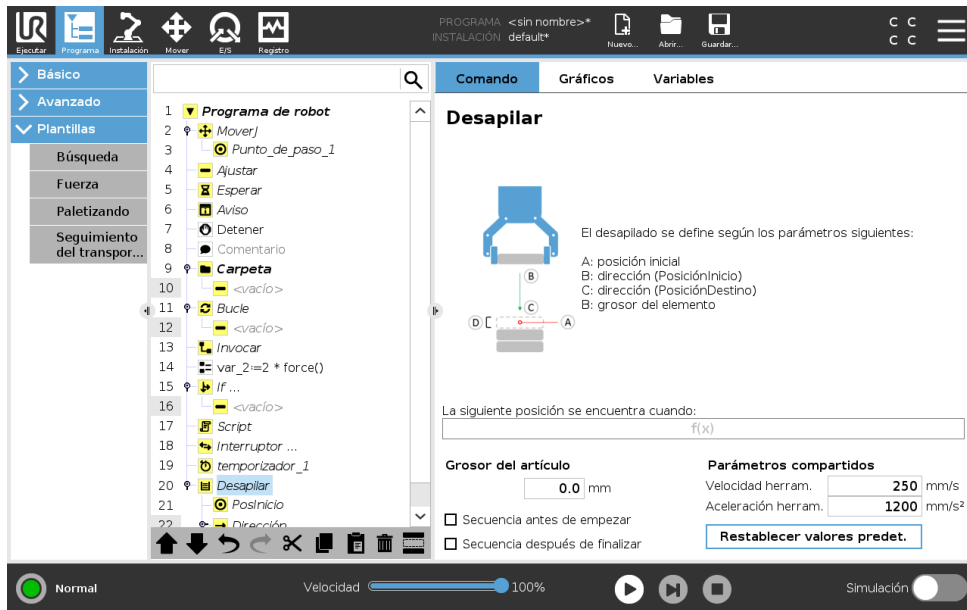 UR
PROGRAMA <sin nombre>*
INSTALACIÓN default*
Ejecutar Programa Instalación Mover E/S Registro Nuevo... Abrir... Guardar...
C C
C C
Básico
Avanzado
Plantillas
Búsqueda
Fuerza
Paletizando
Seguimiento
del transpor...
1 Programa de robot
2 MoverJ
3 Punto_de_paso_1
4 Ajustar
5 Esperar
6 Aviso
7 Detener
8 Comentario
9 Carpeta
10 <vacío>
11 Bucle
12 <vacío>
13 Invocar
14 var_2≔2 * force()
15 If ...
16 <vacío>
17 Script
18 Interruptor ...
19 temporizador_1
20 Desapilar
21 PosInicio
22 Dirección
Comando Gráficos Variables
Desapilar
El desapilado se define según los parámetros siguientes:
A: posición inicial
B: dirección (PosiciónInicio)
C: dirección (PosiciónDestino)
B: grosor del elemento
B
C
D A
La siguiente posición se encuentra cuando:
f(x)
Grosor del artículo
0.0 mm
Secuencia antes de empezar
Secuencia después de finalizar
Parámetros compartidos
Velocidad herram. 250 mm/s
Aceleración herram. 1200 mm/s²
Restablecer valores predet.
Normal Velocidad 100% Simulación